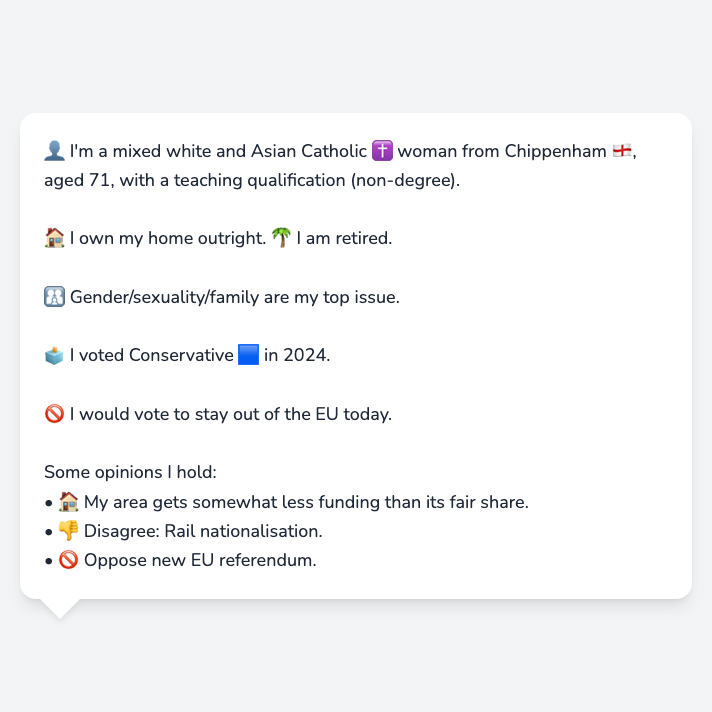 👤 I'm a mixed white and Asian Catholic ✝️ woman from Chippenham 🏴󠁧󠁢󠁥󠁮󠁧󠁿,
aged 71, with a teaching qualification (non-degree).
🏠 I own my home outright. 🌴 I am retired.
🚻 Gender/sexuality/family are my top issue.
🗳️ I voted Conservative 🟦 in 2024.
🚫 I would vote to stay out of the EU today.
Some opinions I hold:
• 🏠 My area gets somewhat less funding than its fair share.
• 👎 Disagree: Rail nationalisation.
• 🚫 Oppose new EU referendum.